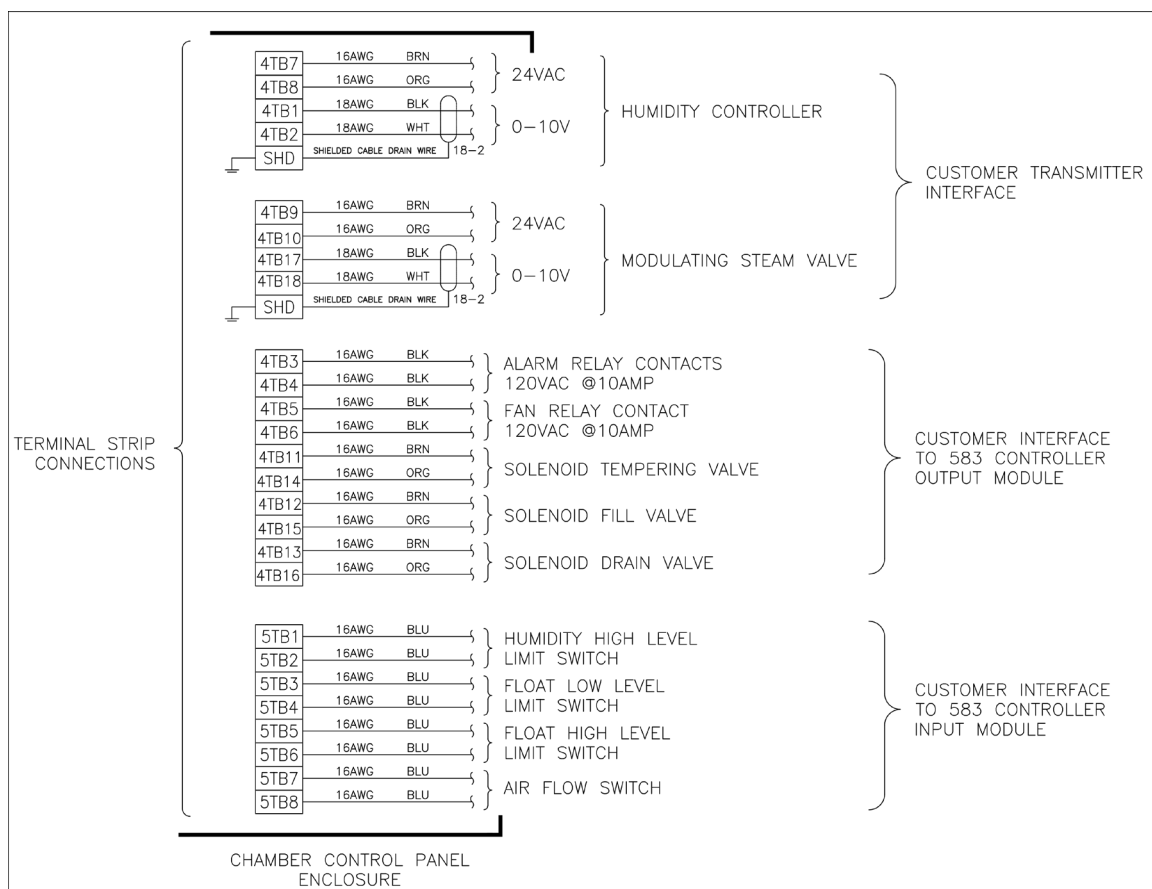 4TB7 16AWG BRN
4TB8 16AWG ORG
24VAC
4TB1 18AWG BLK
4TB2 18AWG WHT
0-10V
SHD SHIELDED CABLE DRAIN WIRE 18-2
HUMIDITY CONTROLLER
4TB9 16AWG BRN
4TB10 16AWG ORG
24VAC
4TB17 18AWG BLK
4TB18 18AWG WHT
0-10V
SHD SHIELDED CABLE DRAIN WIRE 18-2
MODULATING STEAM VALVE
CUSTOMER TRANSMITTER
INTERFACE
TERMINAL STRIP
CONNECTIONS
4TB3 16AWG BLK
4TB4 16AWG BLK
ALARM RELAY CONTACTS
120VAC @10AMP
4TB5 16AWG BLK
4TB6 16AWG BLK
FAN RELAY CONTACT
120VAC @10AMP
4TB11 16AWG BRN
4TB14 16AWG ORG
SOLENOID TEMPERING VALVE
4TB12 16AWG BRN
4TB15 16AWG ORG
SOLENOID FILL VALVE
4TB13 16AWG BRN
4TB16 16AWG ORG
SOLENOID DRAIN VALVE
CUSTOMER INTERFACE
TO 583 CONTROLLER
OUTPUT MODULE
5TB1 16AWG BLU
5TB2 16AWG BLU
HUMIDITY HIGH LEVEL
LIMIT SWITCH
5TB3 16AWG BLU
5TB4 16AWG BLU
FLOAT LOW LEVEL
LIMIT SWITCH
5TB5 16AWG BLU
5TB6 16AWG BLU
FLOAT HIGH LEVEL
LIMIT SWITCH
5TB7 16AWG BLU
5TB8 16AWG BLU
AIR FLOW SWITCH
CUSTOMER INTERFACE
TO 583 CONTROLLER
INPUT MODULE
CHAMBER CONTROL PANEL
ENCLOSURE